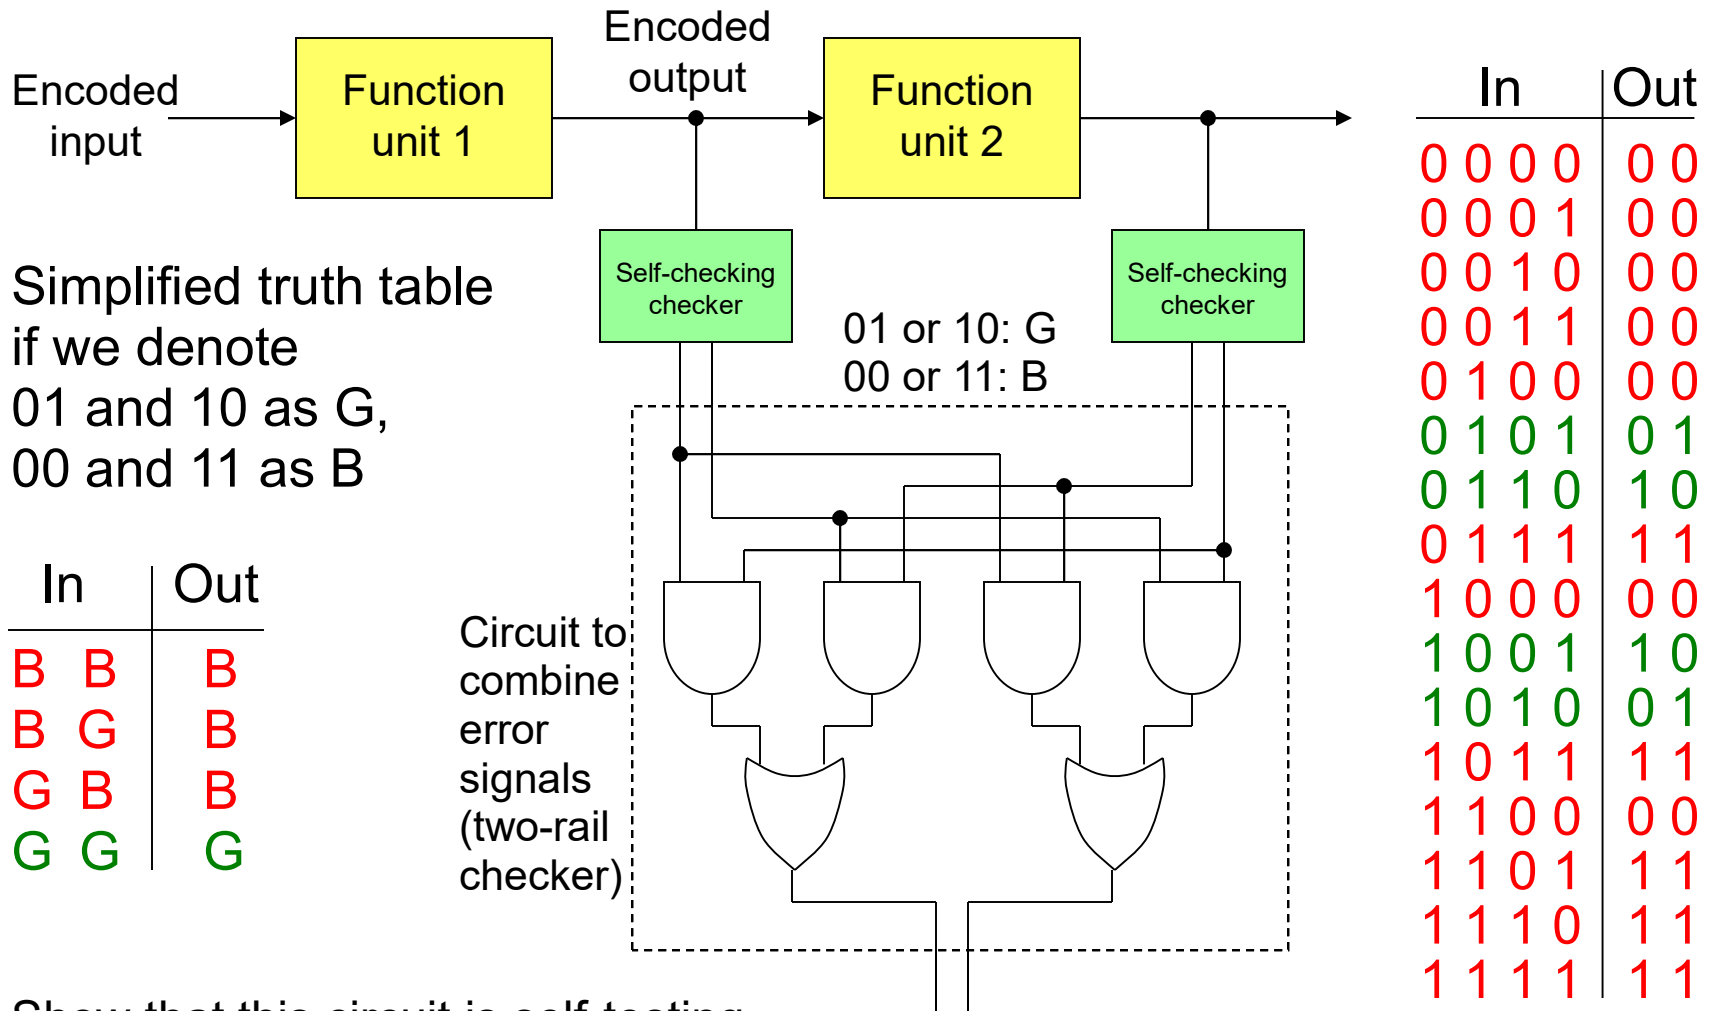 Encoded
input
Function
unit 1
Encoded
output
Function
unit 2
Self-checking
checker
Self-checking
checker
01 or 10: G
00 or 11: B
Simplified truth table
if we denote
01 and 10 as G,
00 and 11 as B
In Out
B B B
B G B
G B B
G G G
Circuit to
combine
error
signals
(two-rail
checker)
Show that this circuit is self-testing
In Out
0 0 0 0 0 0
0 0 0 1 0 0
0 0 1 0 0 0
0 0 1 1 0 0
0 1 0 0 0 0
0 1 0 1 0 1
0 1 1 0 1 0
0 1 1 1 1 1
1 0 0 0 0 0
1 0 0 1 1 0
1 0 1 0 0 1
1 0 1 1 1 1
1 1 0 0 0 0
1 1 0 1 1 1
1 1 1 0 1 1
1 1 1 1 1 1